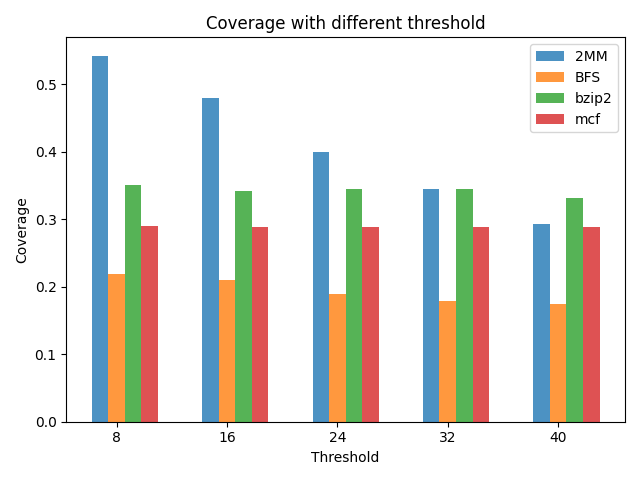 Coverage with different threshold
2MM
BFS
bzip2
mcf
Coverage
0.5
0.4
0.3
0.2
0.1
0.0
8 16 24 32 40
Threshold